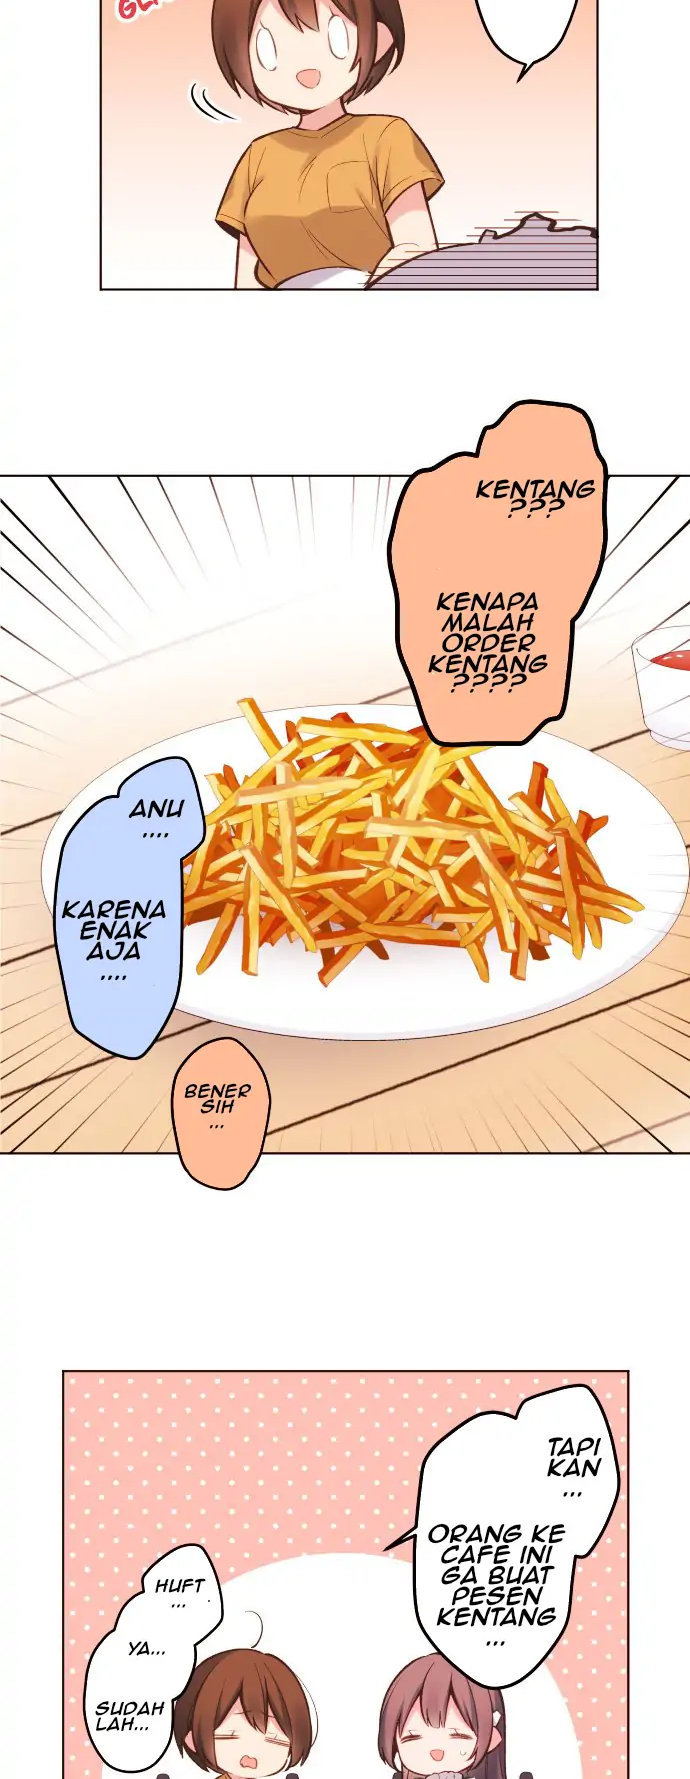 KENTANG
???
KENAPA
MALAH
ORDER
KENTANG
????
ANU
....
KARENA
ENAK
AJA
....
BENER
SIH
...
TAPI
KAN
...
ORANG KE
CAFE INI
GA BUAT
PESEN
KENTANG
...
HUFT
...
YA...
SUDAH
LAH...